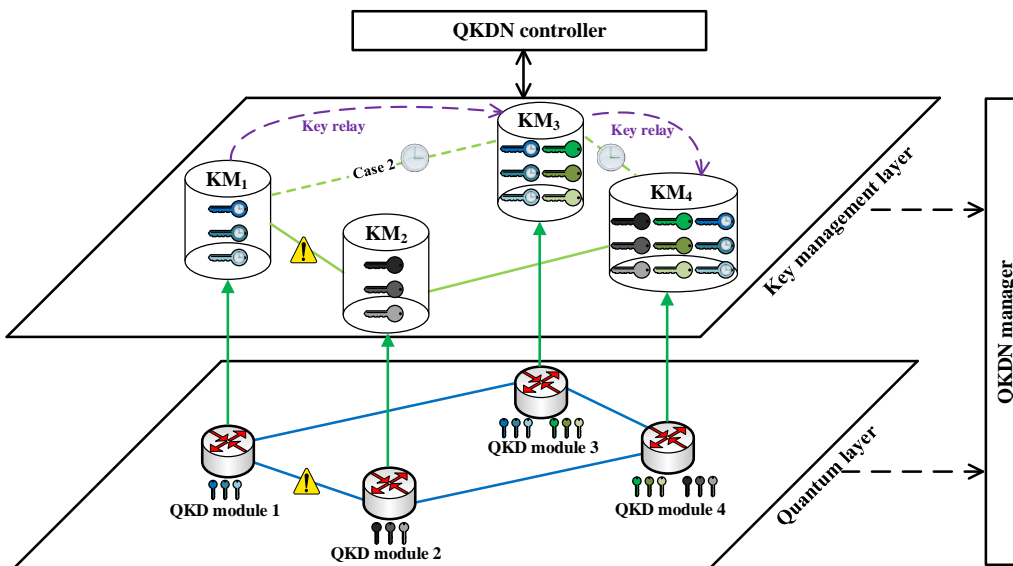 QKDN controller
Key relay
KM3
Key relay
Case 2
KM1
KM4
KM2
Key management layer
QKDN manager
QKD module 3
QKD module 1
QKD module 4
QKD module 2
Quantum layer